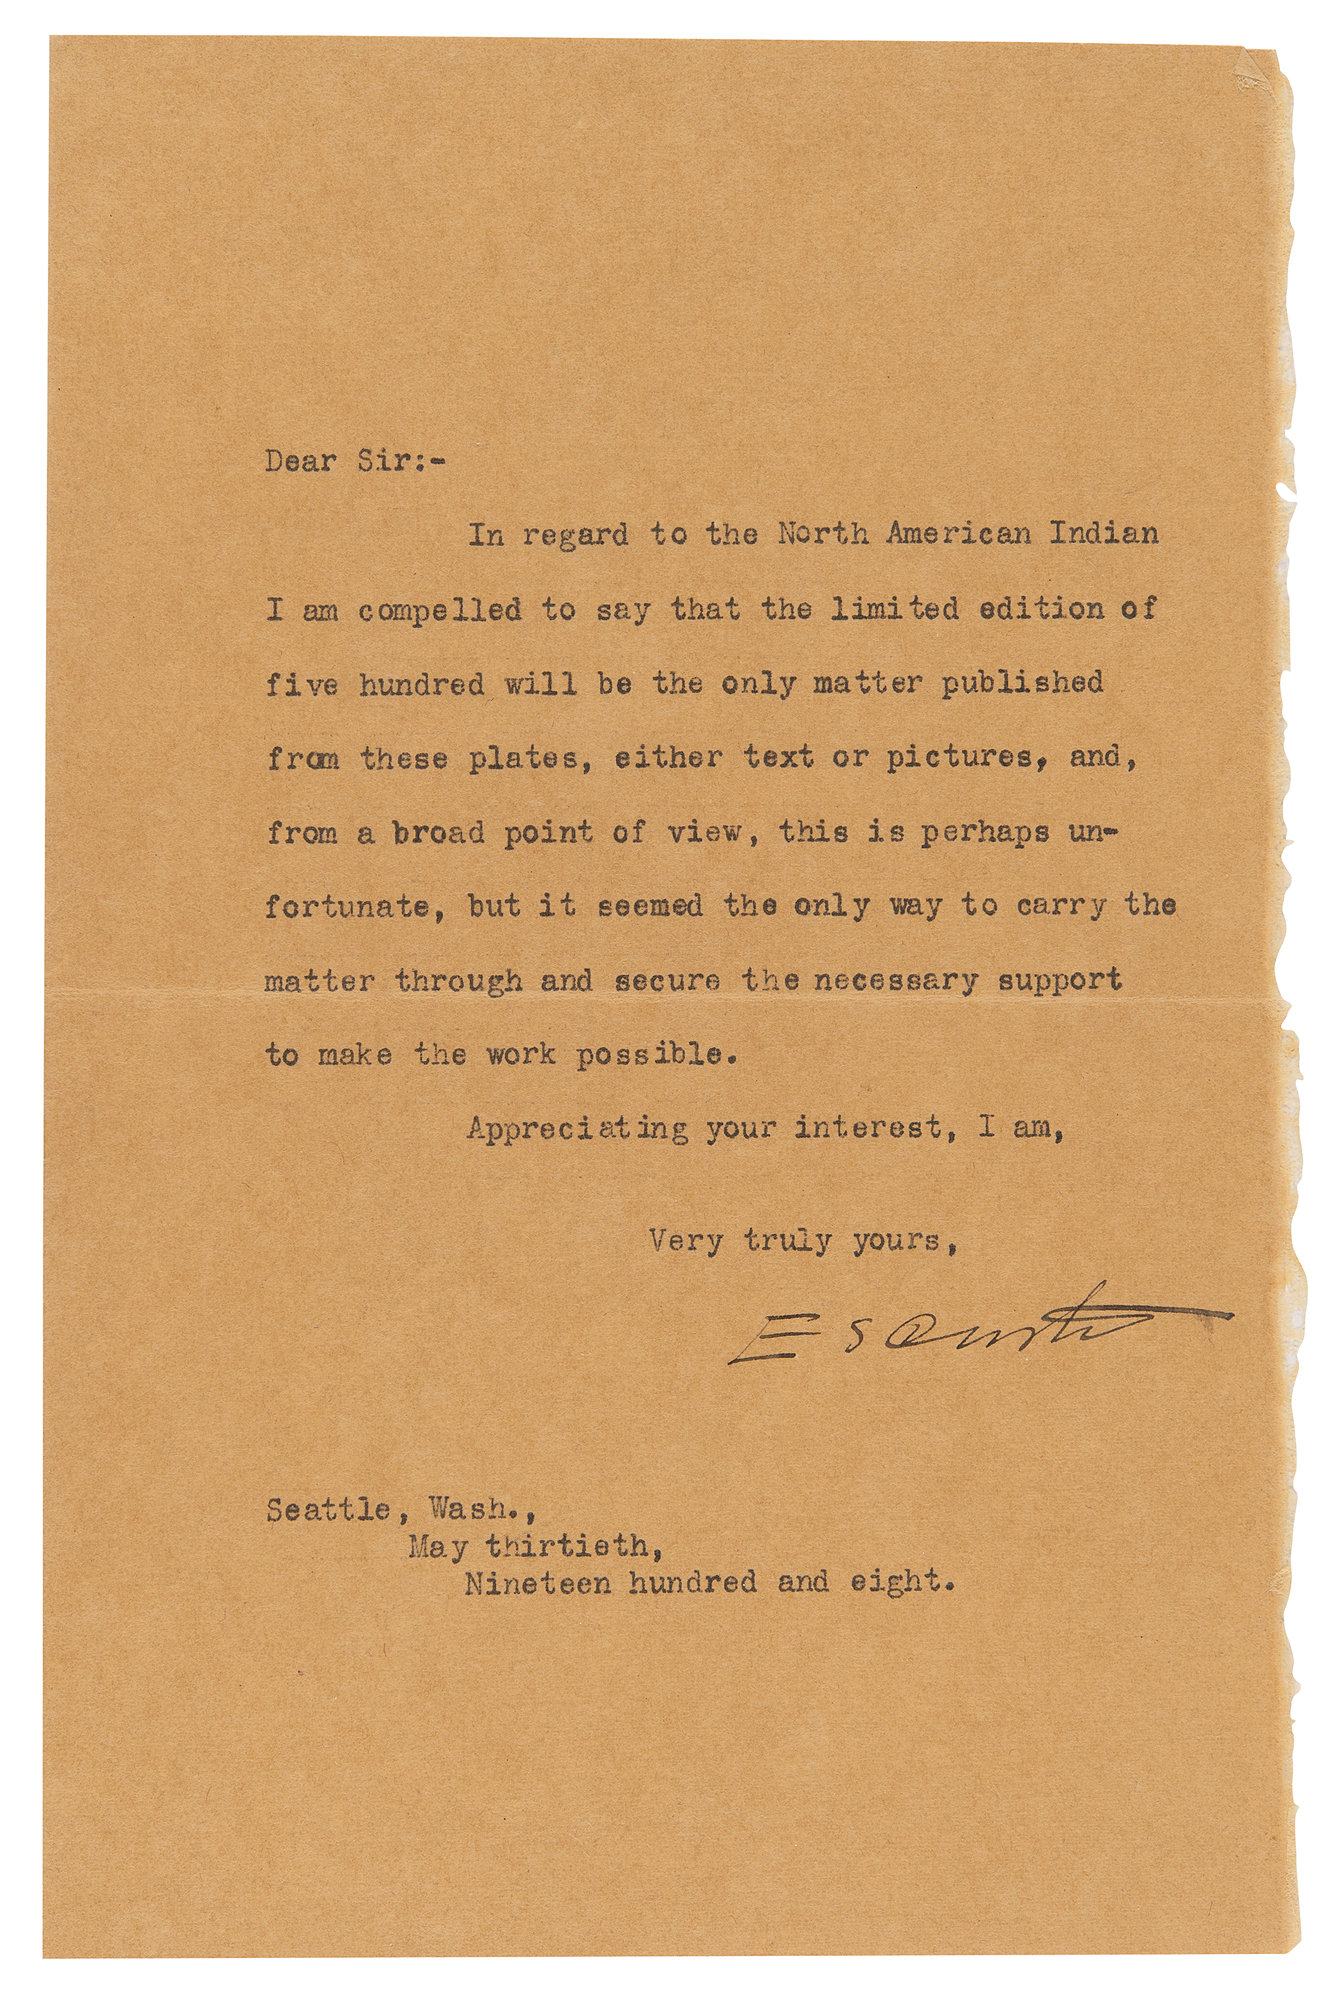 Dear Sir:-
In regard to the North American Indian
I am compelled to say that the limited edition of
five hundred will be the only matter published
from these plates, either text or pictures, and,
from a broad point of view, this is perhaps un-
fortunate, but it seemed the only way to carry the
matter through and secure the necessary support
to make the work possible.
Appreciating your interest, I am,
Very truly yours,
E S Curtis
Seattle, Wash.,
May thirtieth,
Nineteen hundred and eight.